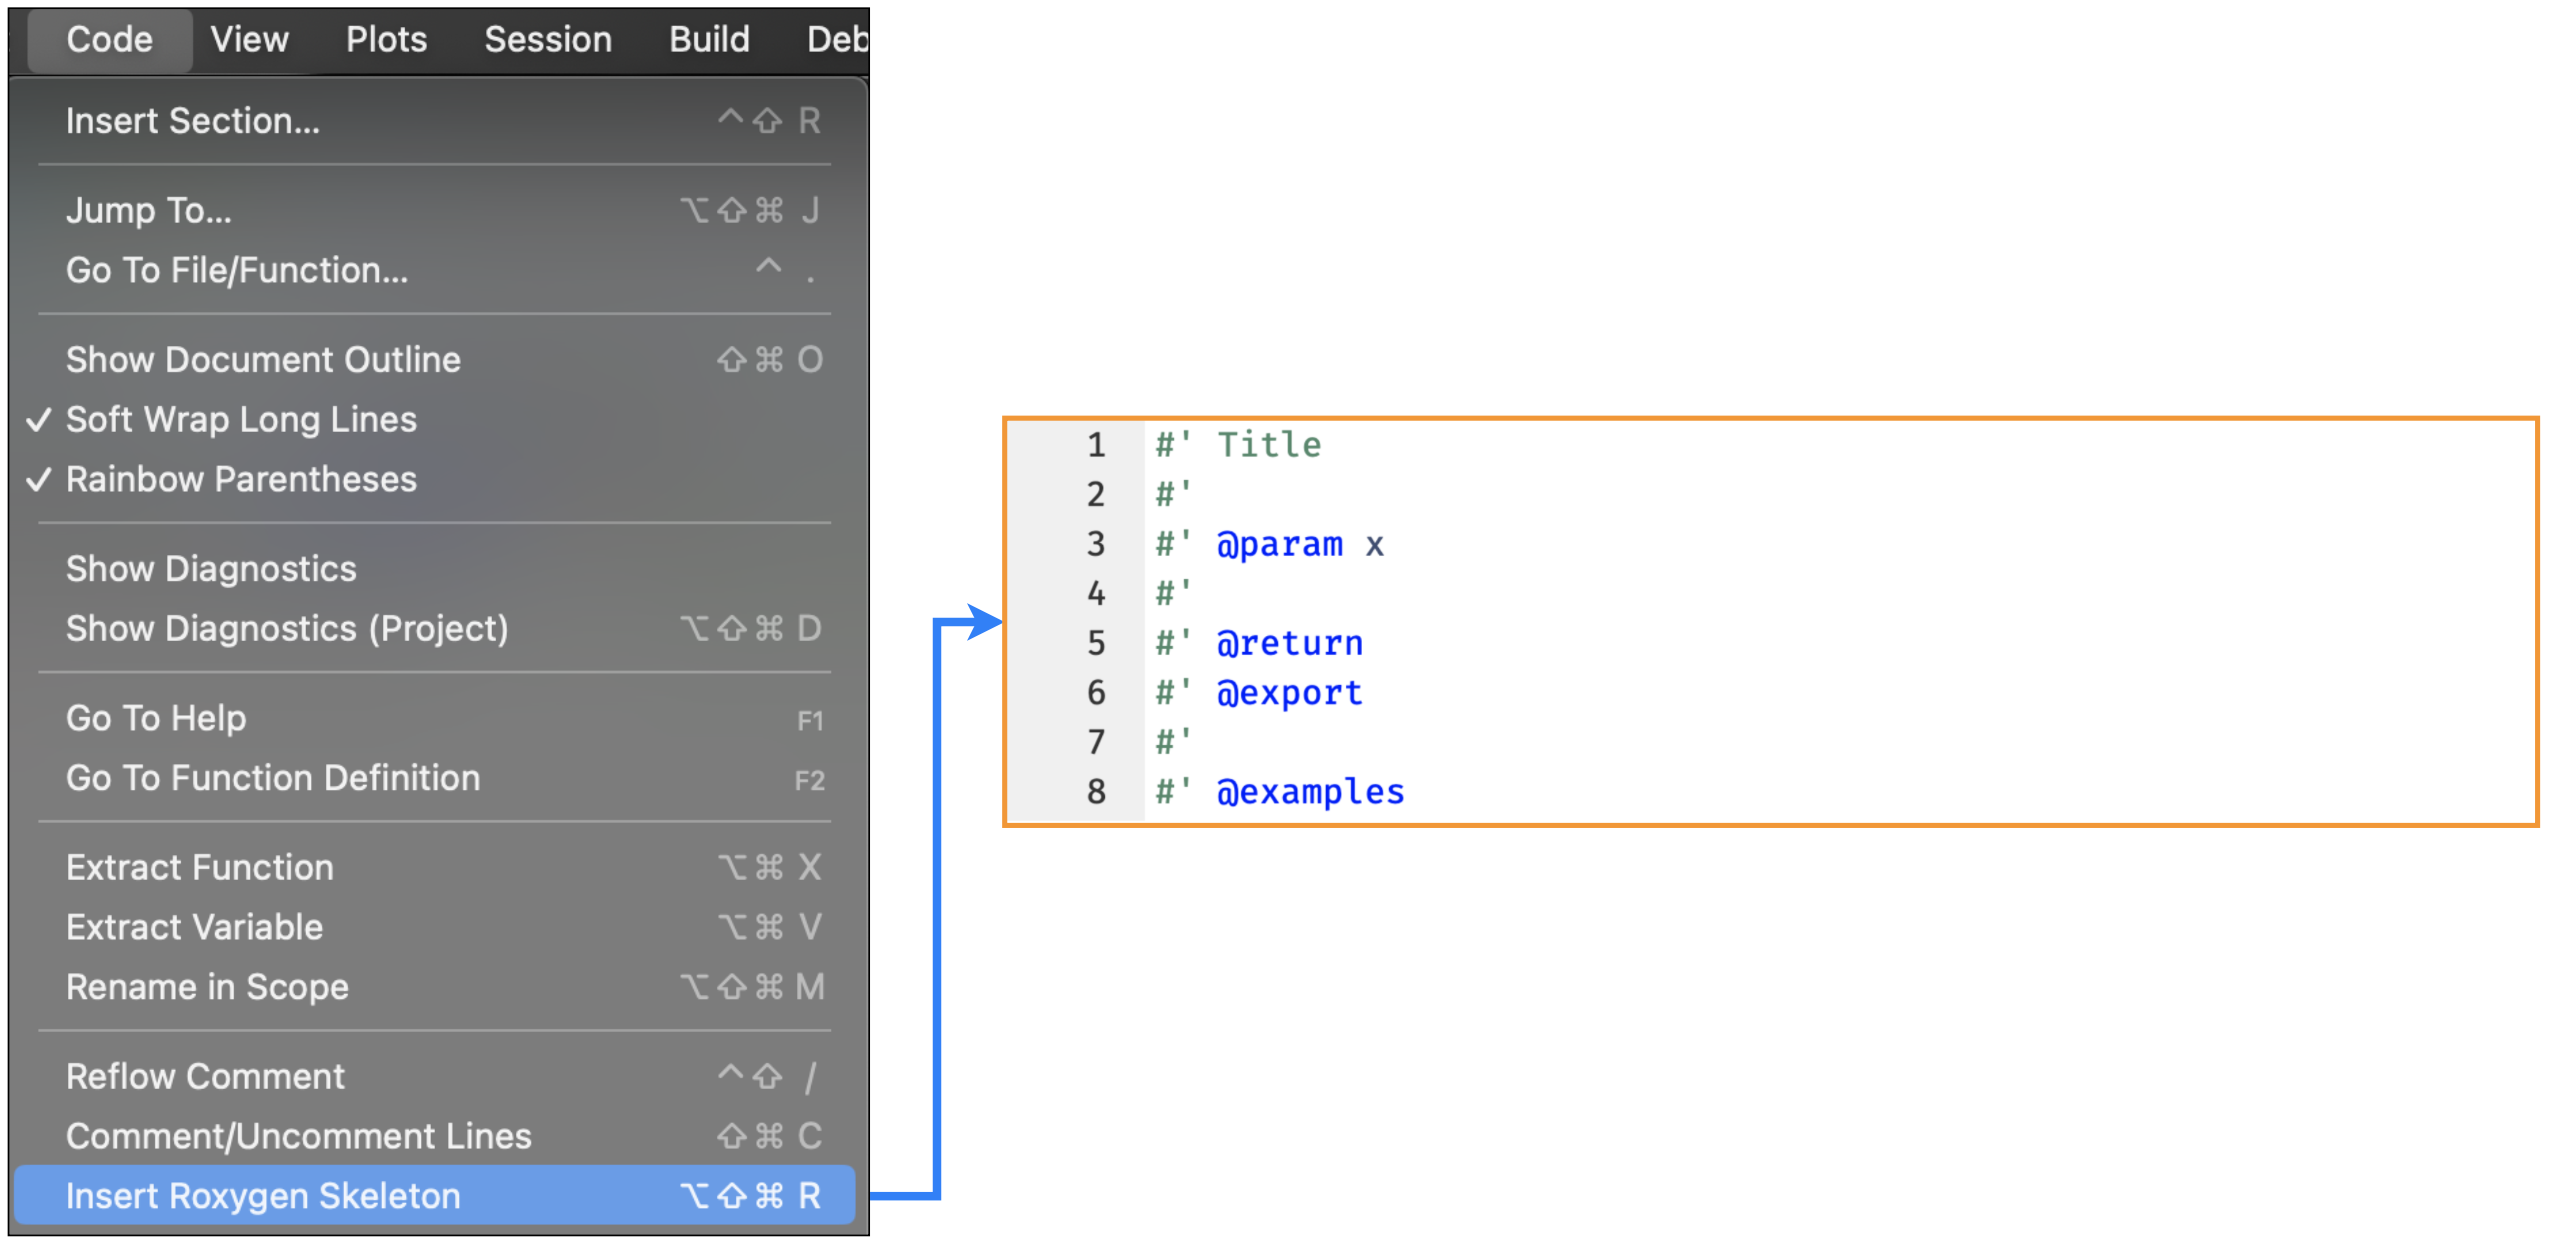 Code View Plots Session Build Deb
Insert Section... ^⇧ R
Jump To... ⌥⇧⌘ J
Go To File/Function... ^ .
Show Document Outline ⇧⌘ O
✓ Soft Wrap Long Lines
✓ Rainbow Parentheses
Show Diagnostics
Show Diagnostics (Project) ⌥⇧⌘ D
Go To Help F1
Go To Function Definition F2
Extract Function ⌥⌘ X
Extract Variable ⌥⌘ V
Rename in Scope ⌥⇧⌘ M
Reflow Comment ^⇧ /
Comment/Uncomment Lines ⇧⌘ C
Insert Roxygen Skeleton ⌥⇧⌘ R
1 #' Title
2 #'
3 #' @param x
4 #'
5 #' @return
6 #' @export
7 #'
8 #' @examples